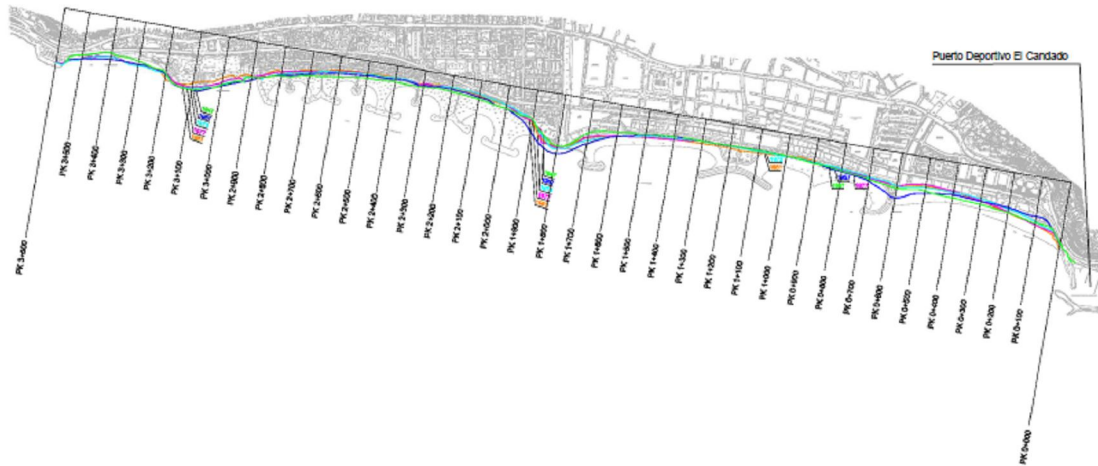 Puerto Deportivo El Candado
PK 3+600
PK 3+500
PK 3+400
PK 3+300
PK 3+200
PK 3+100
PK 3+000
PK 2+900
PK 2+800
PK 2+700
PK 2+600
PK 2+500
PK 2+400
PK 2+300
PK 2+200
PK 2+100
PK 2+000
PK 1+900
PK 1+800
PK 1+700
PK 1+600
PK 1+500
PK 1+400
PK 1+300
PK 1+200
PK 1+100
PK 1+000
PK 0+900
PK 0+800
PK 0+700
PK 0+600
PK 0+500
PK 0+400
PK 0+300
PK 0+200
PK 0+100
PK 0+000